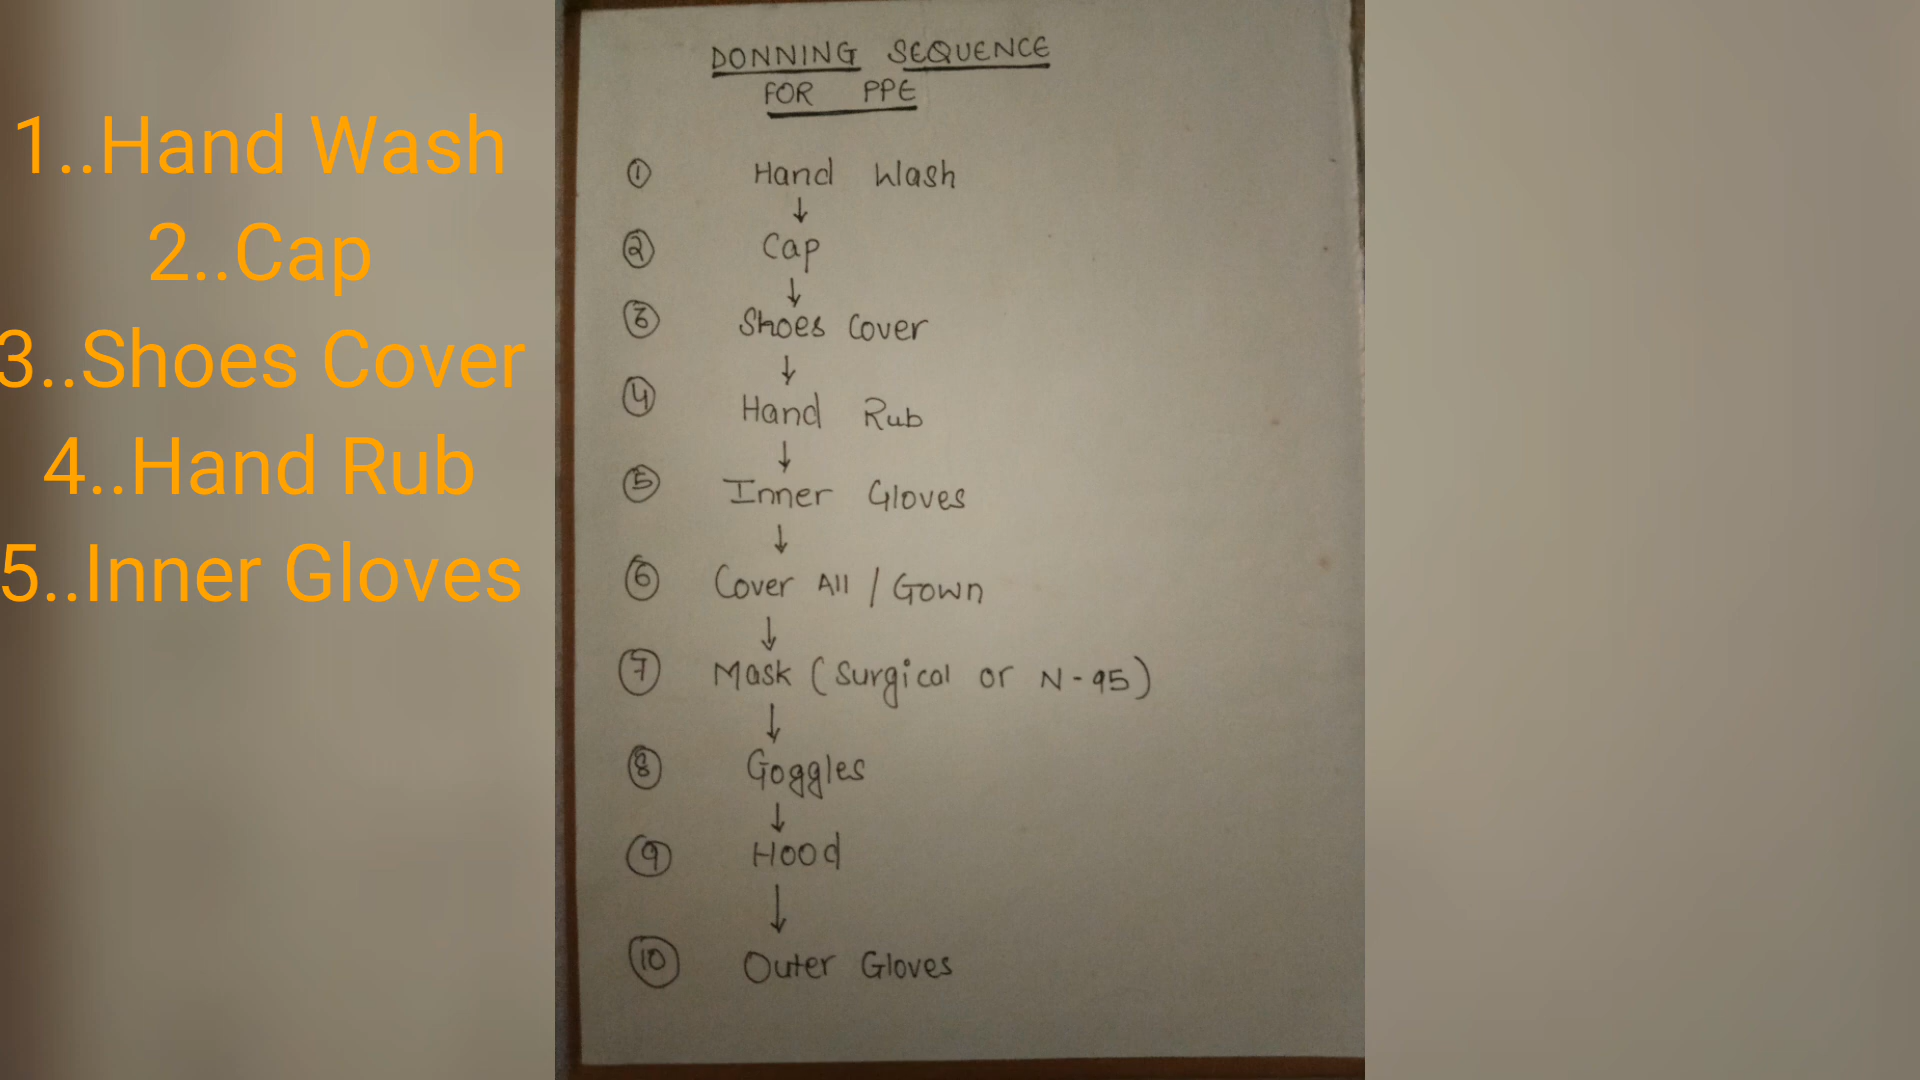 1..Hand Wash
2..Cap
3..Shoes Cover
4..Hand Rub
5..Inner Gloves
DONNING SEQUENCE
FOR PPE
① Hand Wash
↓
② Cap
↓
③ Shoes Cover
↓
④ Hand Rub
↓
⑤ Inner Gloves
↓
⑥ Cover All / Gown
↓
⑦ Mask (Surgical or N-95)
↓
⑧ Goggles
↓
⑨ Hood
↓
⑩ Outer Gloves